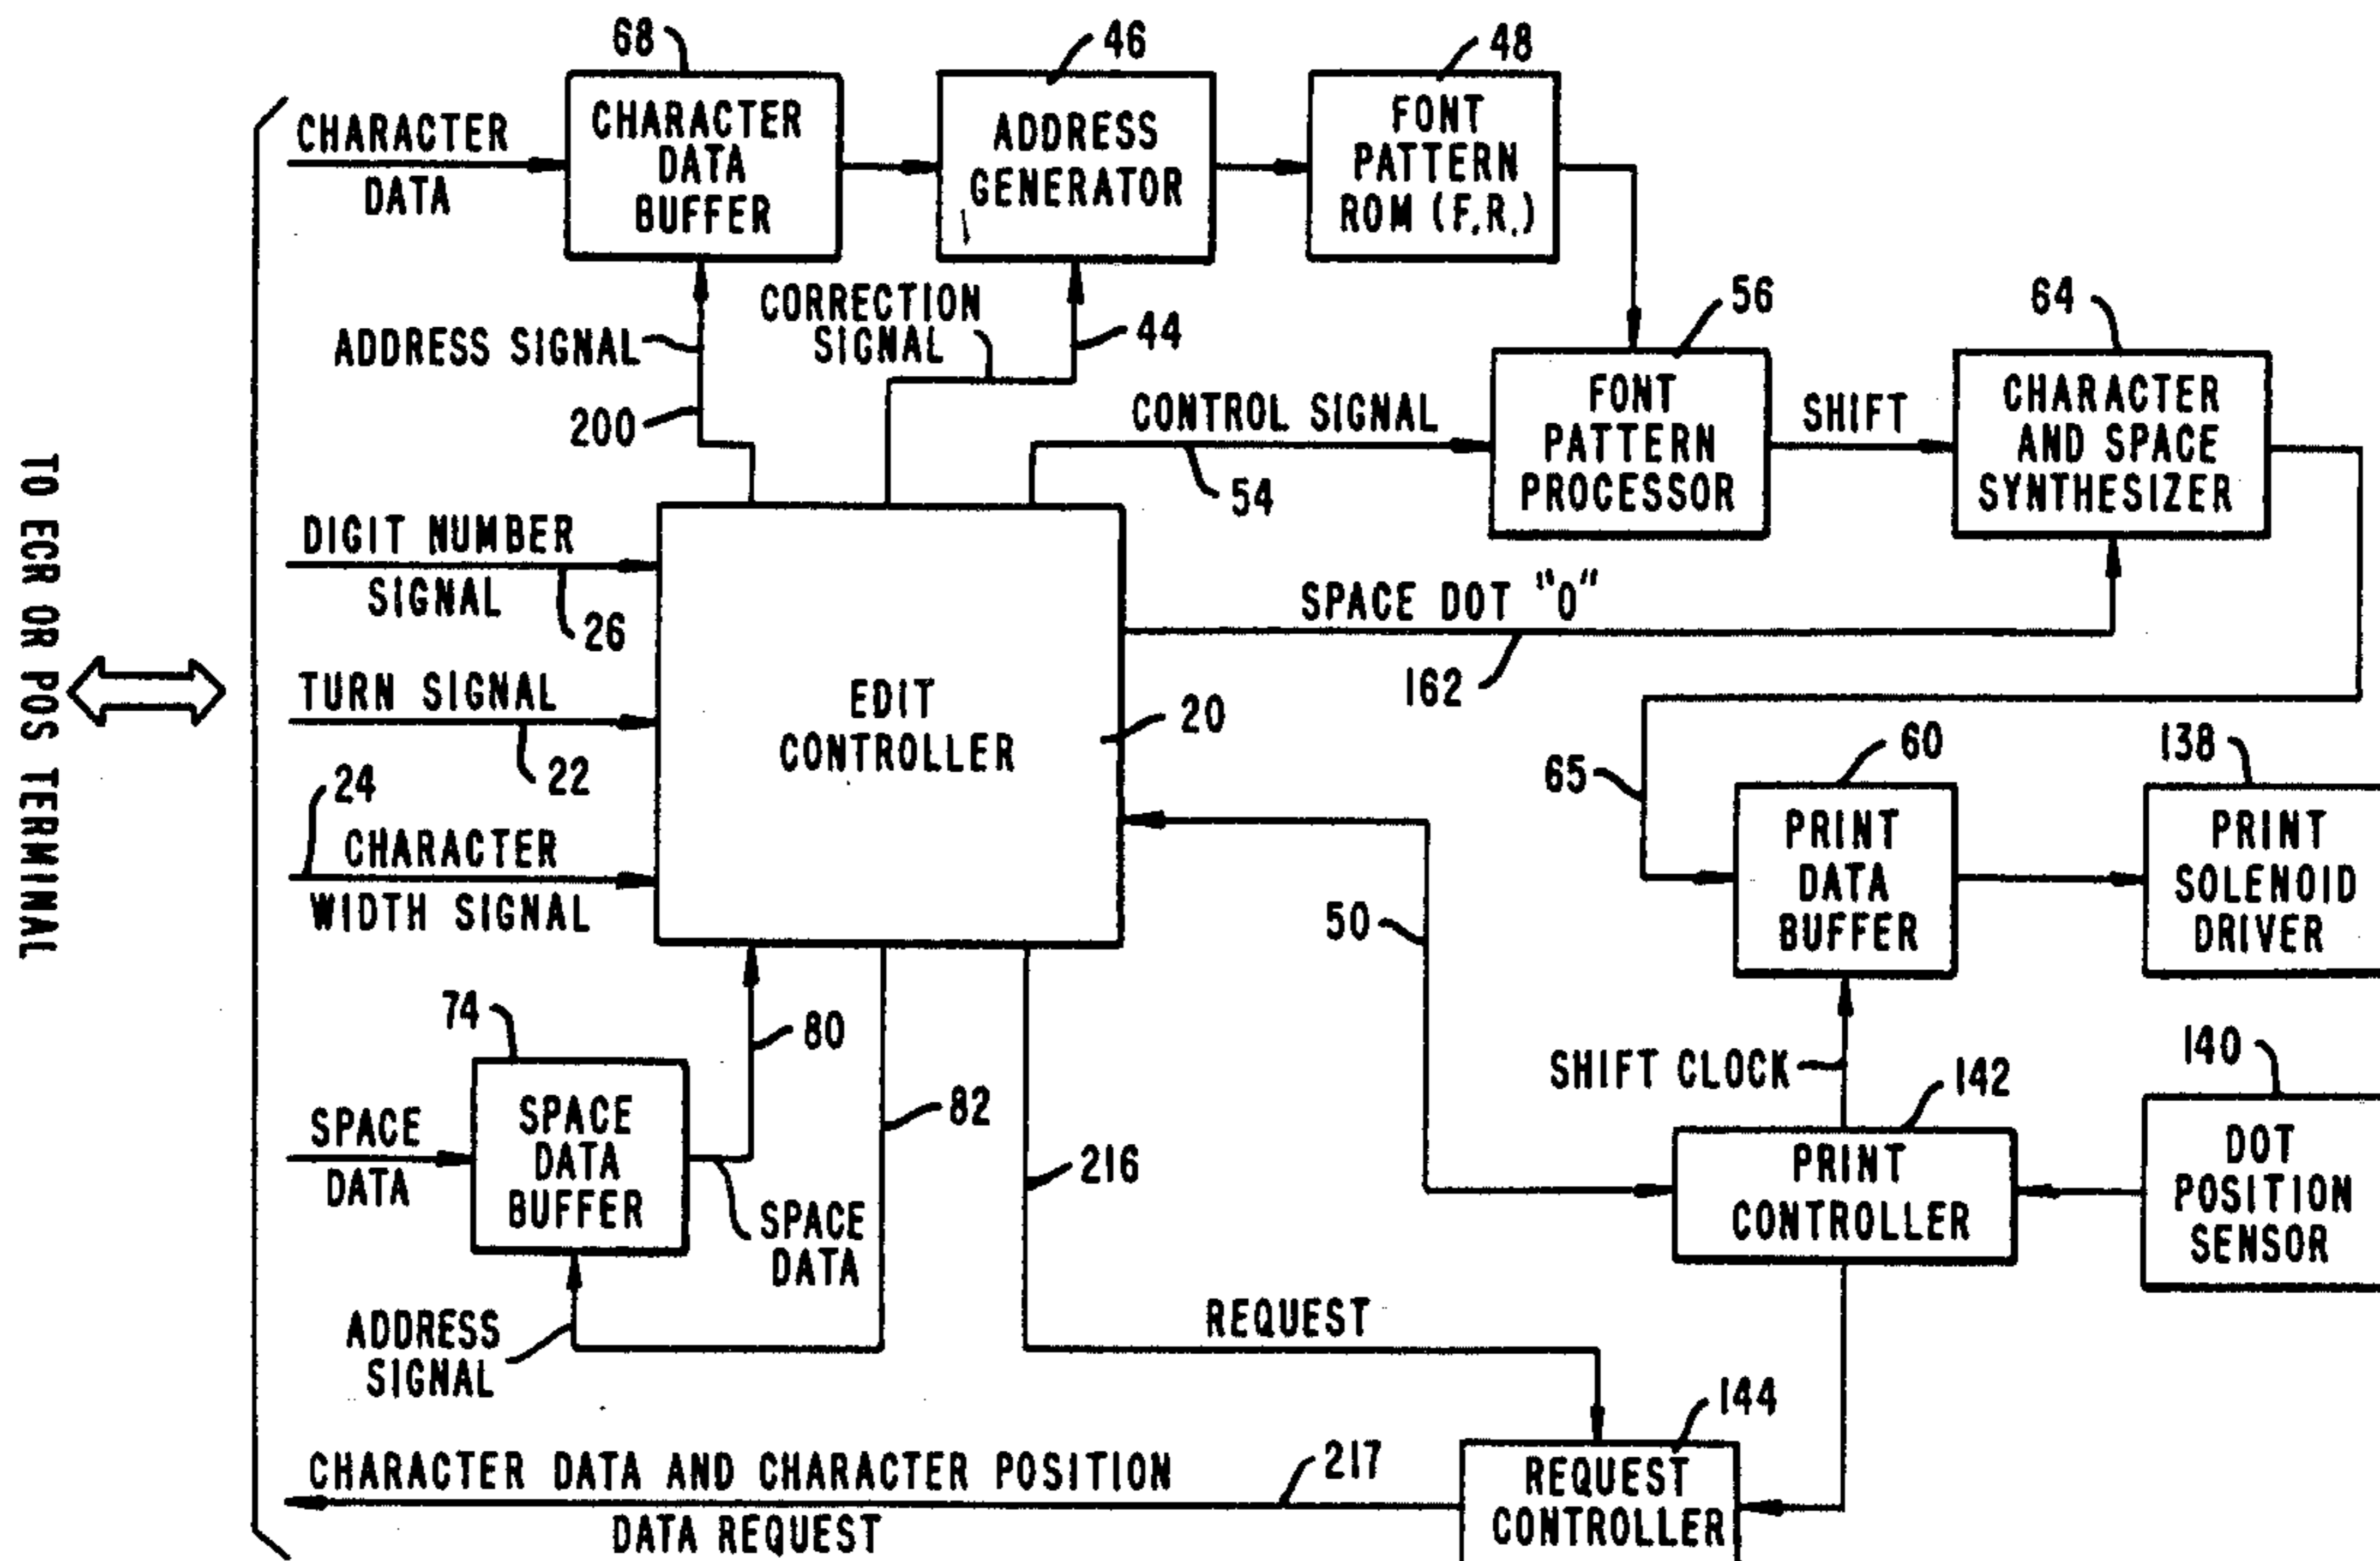 68
46
48
CHARACTER
DATA
CHARACTER
DATA
BUFFER
ADDRESS
GENERATOR
FONT
PATTERN
ROM (F.R.)
ADDRESS SIGNAL
200
CORRECTION
SIGNAL
44
CONTROL SIGNAL
54
56
FONT
PATTERN
PROCESSOR
SHIFT
64
CHARACTER
AND SPACE
SYNTHESIZER
TO ECR OR POS TERMINAL
DIGIT NUMBER
SIGNAL
26
TURN SIGNAL
22
24
CHARACTER
WIDTH SIGNAL
EDIT
CONTROLLER
20
SPACE DOT "0"
162
65
60
PRINT
DATA
BUFFER
138
PRINT
SOLENOID
DRIVER
50
74
SPACE
DATA
SPACE
DATA
BUFFER
80
82
SPACE
DATA
ADDRESS
SIGNAL
216
REQUEST
SHIFT CLOCK
142
PRINT
CONTROLLER
140
DOT
POSITION
SENSOR
144
REQUEST
CONTROLLER
217
CHARACTER DATA AND CHARACTER POSITION
DATA REQUEST